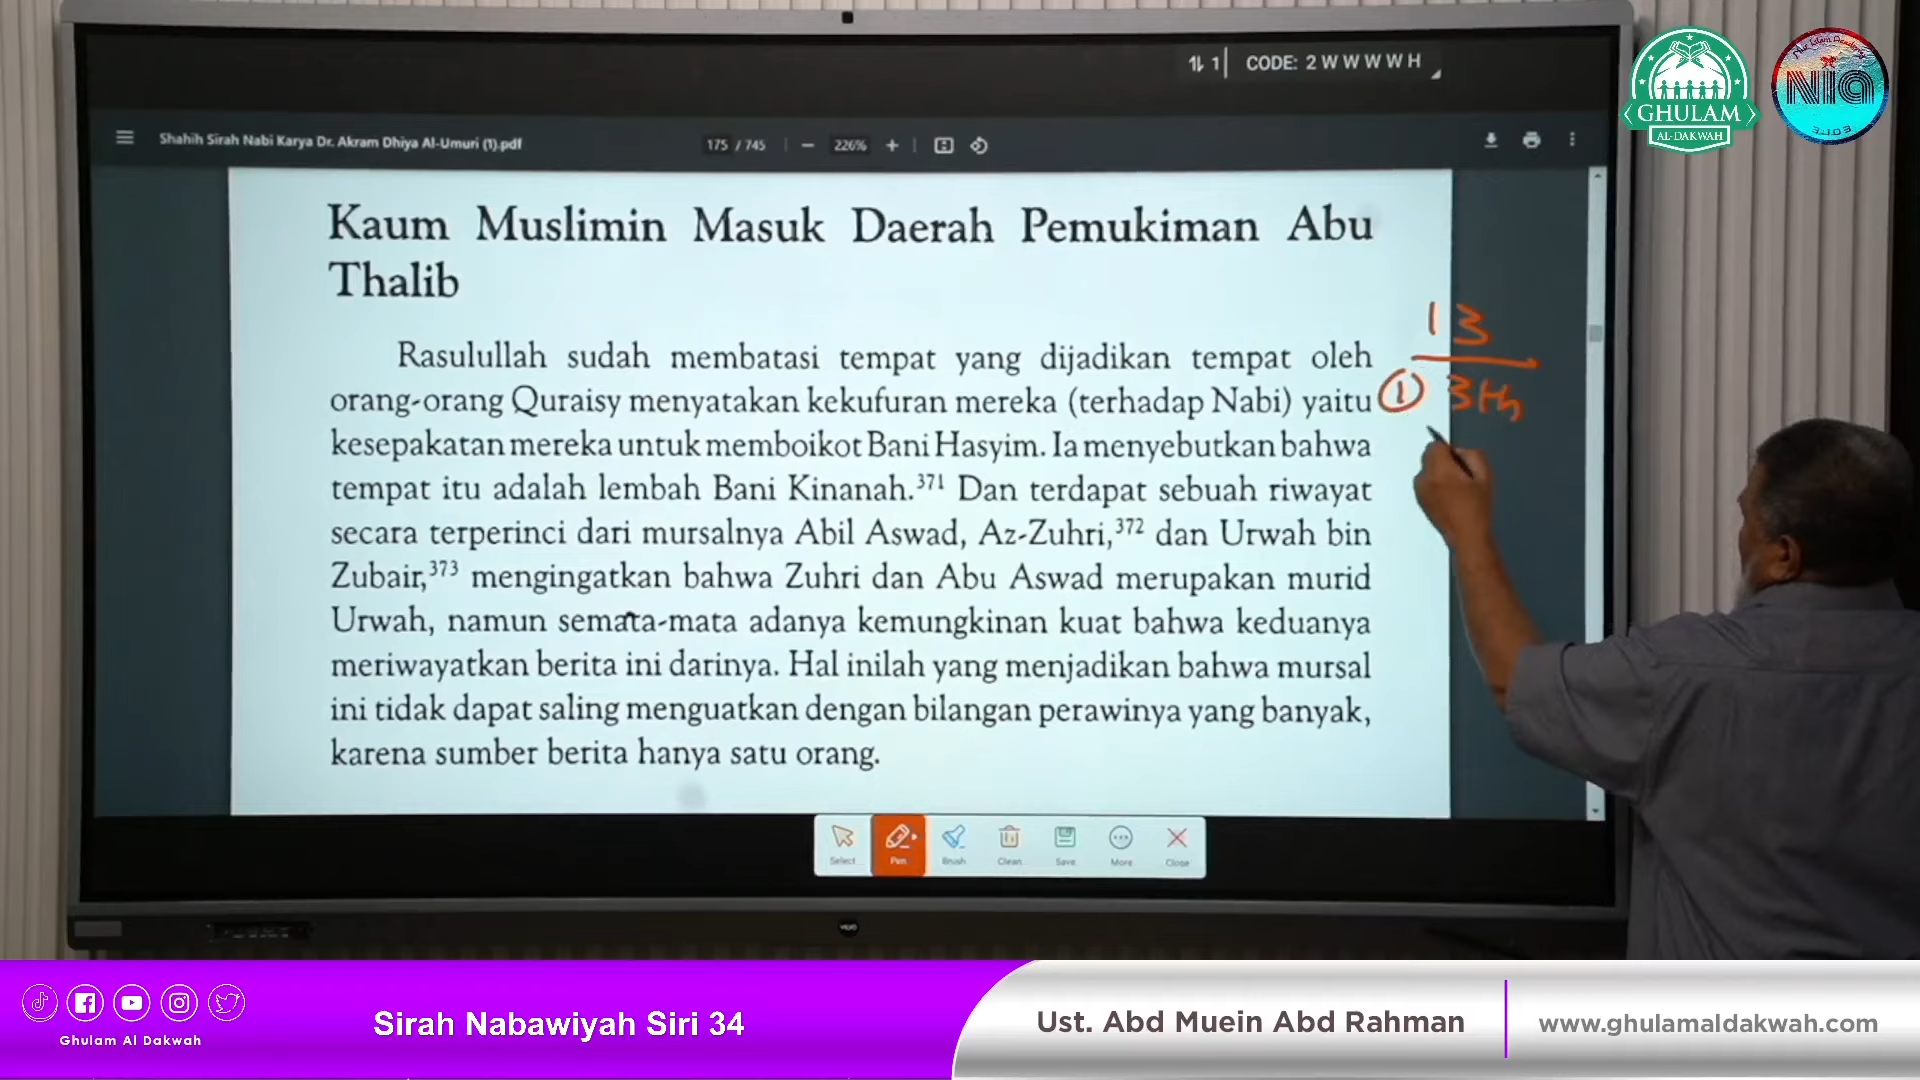 1 CODE: 2WWWWH
GHULAM
AL-DAKWAH
Nur Islam Academy
NIA
Shahih Sirah Nabi Karya Dr. Akram Dhiya Al-Umuri (1).pdf
175 / 745 − 226% +
Kaum Muslimin Masuk Daerah Pemukiman Abu
Thalib
13
Rasulullah sudah membatasi tempat yang dijadikan tempat oleh
orang-orang Quraisy menyatakan kekufuran mereka (terhadap Nabi) yaitu
① 3th
kesepakatan mereka untuk memboikot Bani Hasyim. Ia menyebutkan bahwa
tempat itu adalah lembah Bani Kinanah.³⁷¹ Dan terdapat sebuah riwayat
secara terperinci dari mursalnya Abil Aswad, Az-Zuhri,³⁷² dan Urwah bin
Zubair,³⁷³ mengingatkan bahwa Zuhri dan Abu Aswad merupakan murid
Urwah, namun semata-mata adanya kemungkinan kuat bahwa keduanya
meriwayatkan berita ini darinya. Hal inilah yang menjadikan bahwa mursal
ini tidak dapat saling menguatkan dengan bilangan perawinya yang banyak,
karena sumber berita hanya satu orang.
Select Pen Brush Clean Save More Close
Ghulam Al Dakwah
Sirah Nabawiyah Siri 34
Ust. Abd Muein Abd Rahman
www.ghulamaldakwah.com